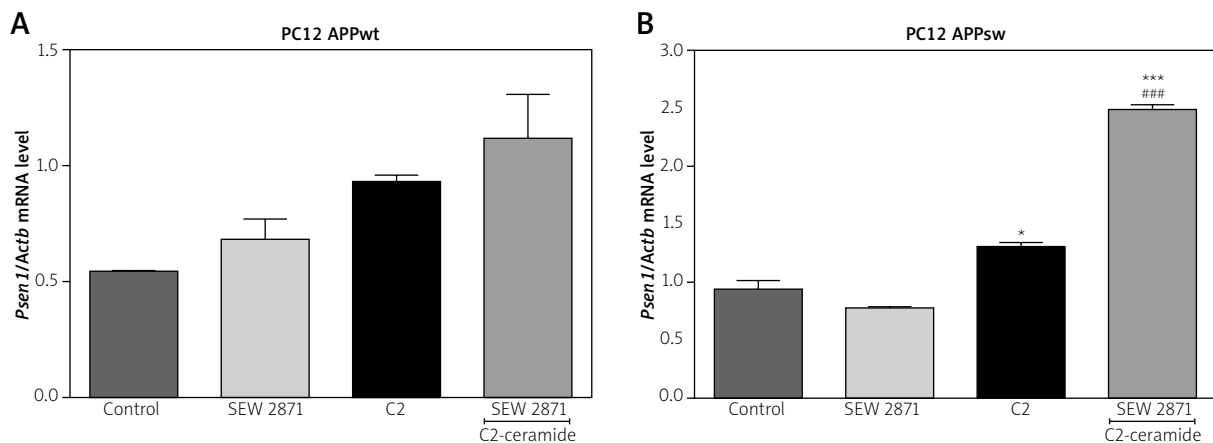 A
PC12 APPwt
Psen1/Actb mRNA level
1.5
1.0
0.5
0.0
Control
SEW 2871
C2
SEW 2871
C2-ceramide
B
PC12 APPsw
Psen1/Actb mRNA level
3.0
2.5
2.0
1.5
1.0
0.5
0.0
*
***
###
Control
SEW 2871
C2
SEW 2871
C2-ceramide